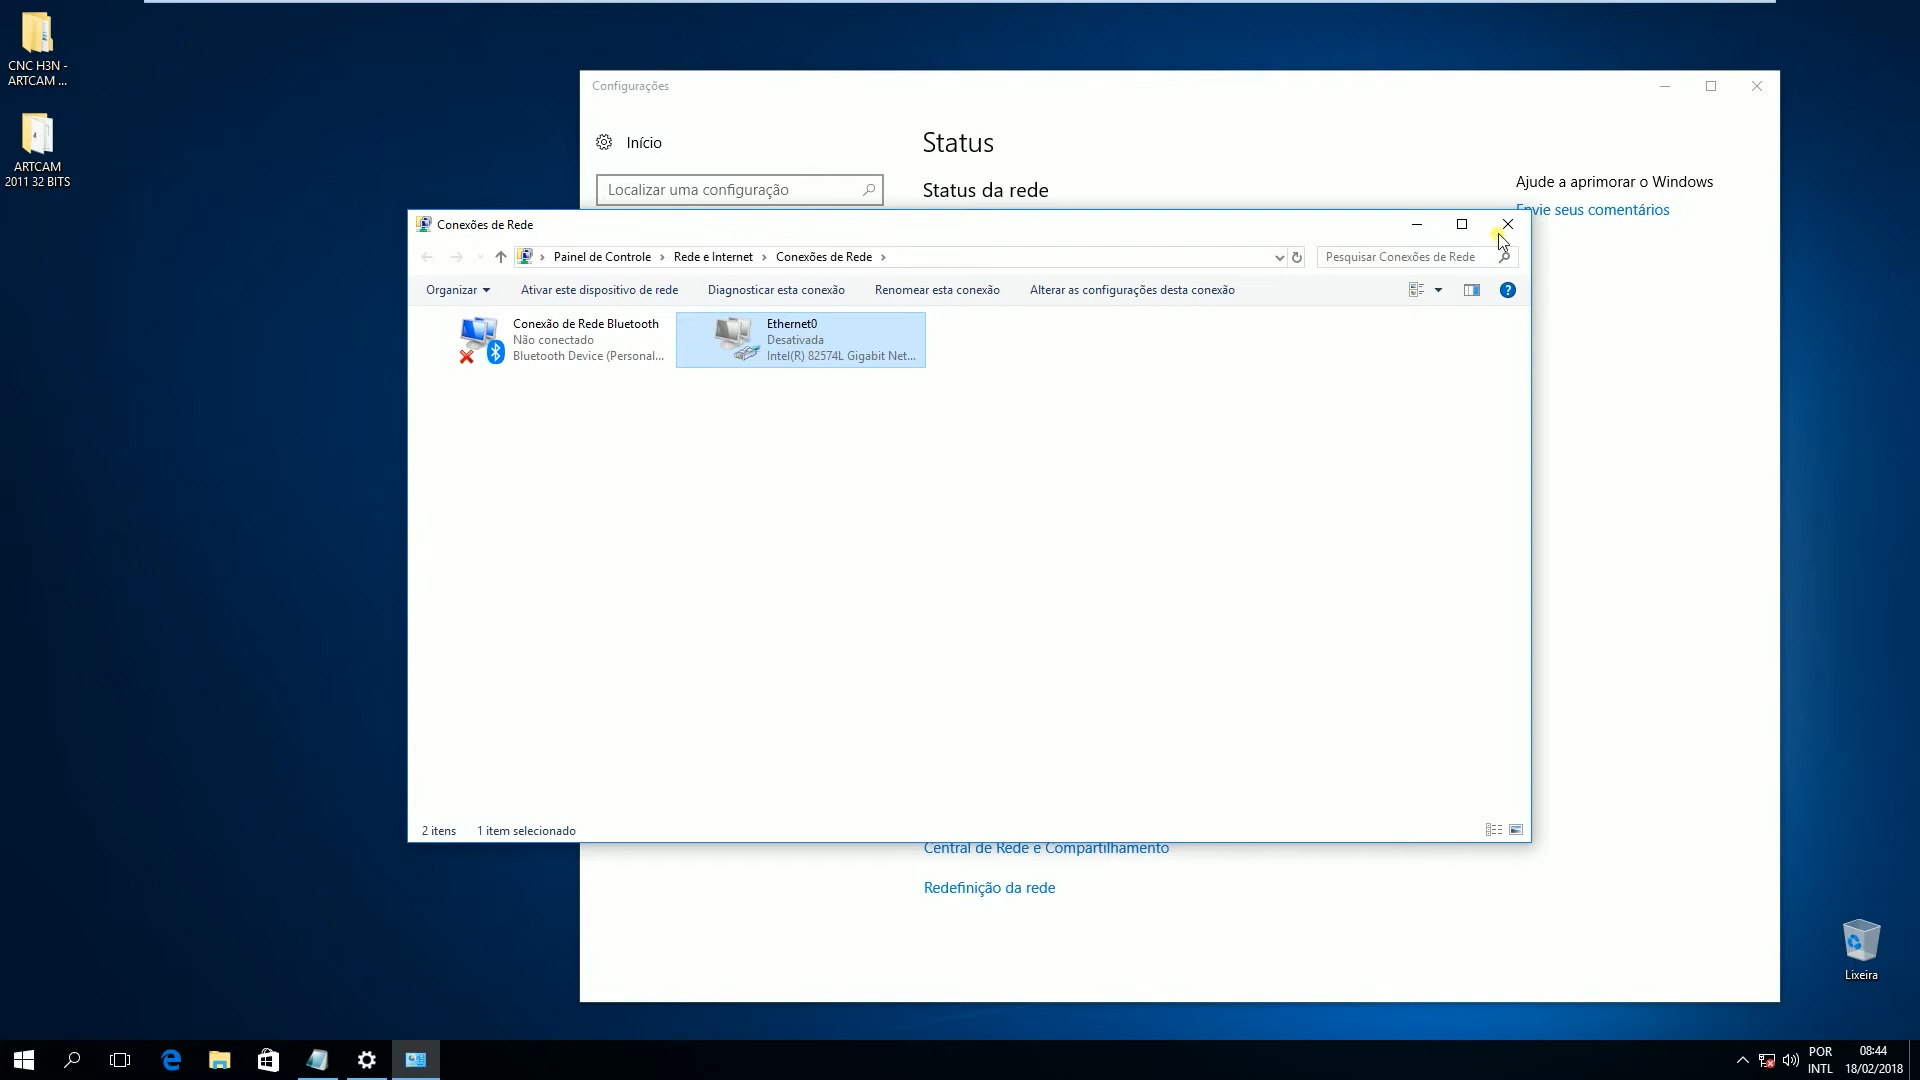 CNC H3N -
ARTCAM ...
ARTCAM
2011 32 BITS
Configurações
Início
Localizar uma configuração
Status
Status da rede
Ajude a aprimorar o Windows
Envie seus comentários
Conexões de Rede
Painel de Controle
Rede e Internet
Conexões de Rede
Pesquisar Conexões de Rede
Organizar
Ativar este dispositivo de rede
Diagnosticar esta conexão
Renomear esta conexão
Alterar as configurações desta conexão
?
Conexão de Rede Bluetooth
Não conectado
Bluetooth Device (Personal...
Ethernet0
Desativada
Intel(R) 82574L Gigabit Net...
2 itens
1 item selecionado
Central de Rede e Compartilhamento
Redefinição da rede
Lixeira
POR
INTL
08:44
18/02/2018